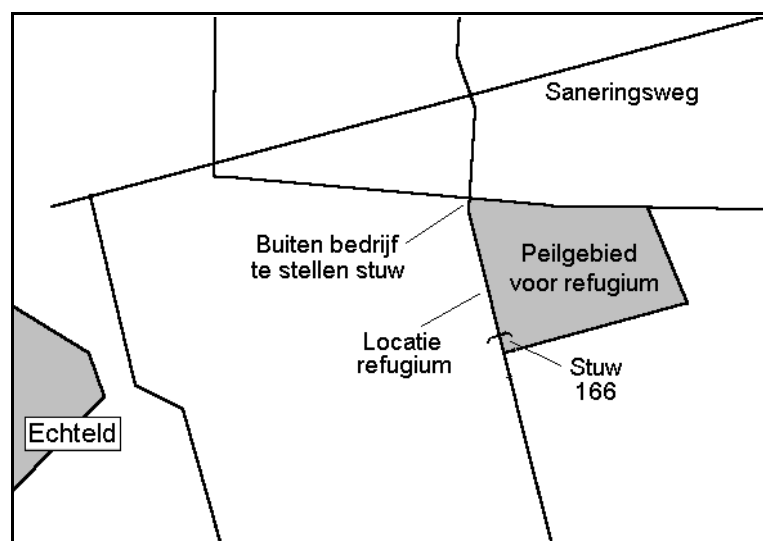 Saneringsweg
Buiten bedrijf
te stellen stuw
Peilgebied
voor refugium
Locatie
refugium
Stuw
166
Echteld